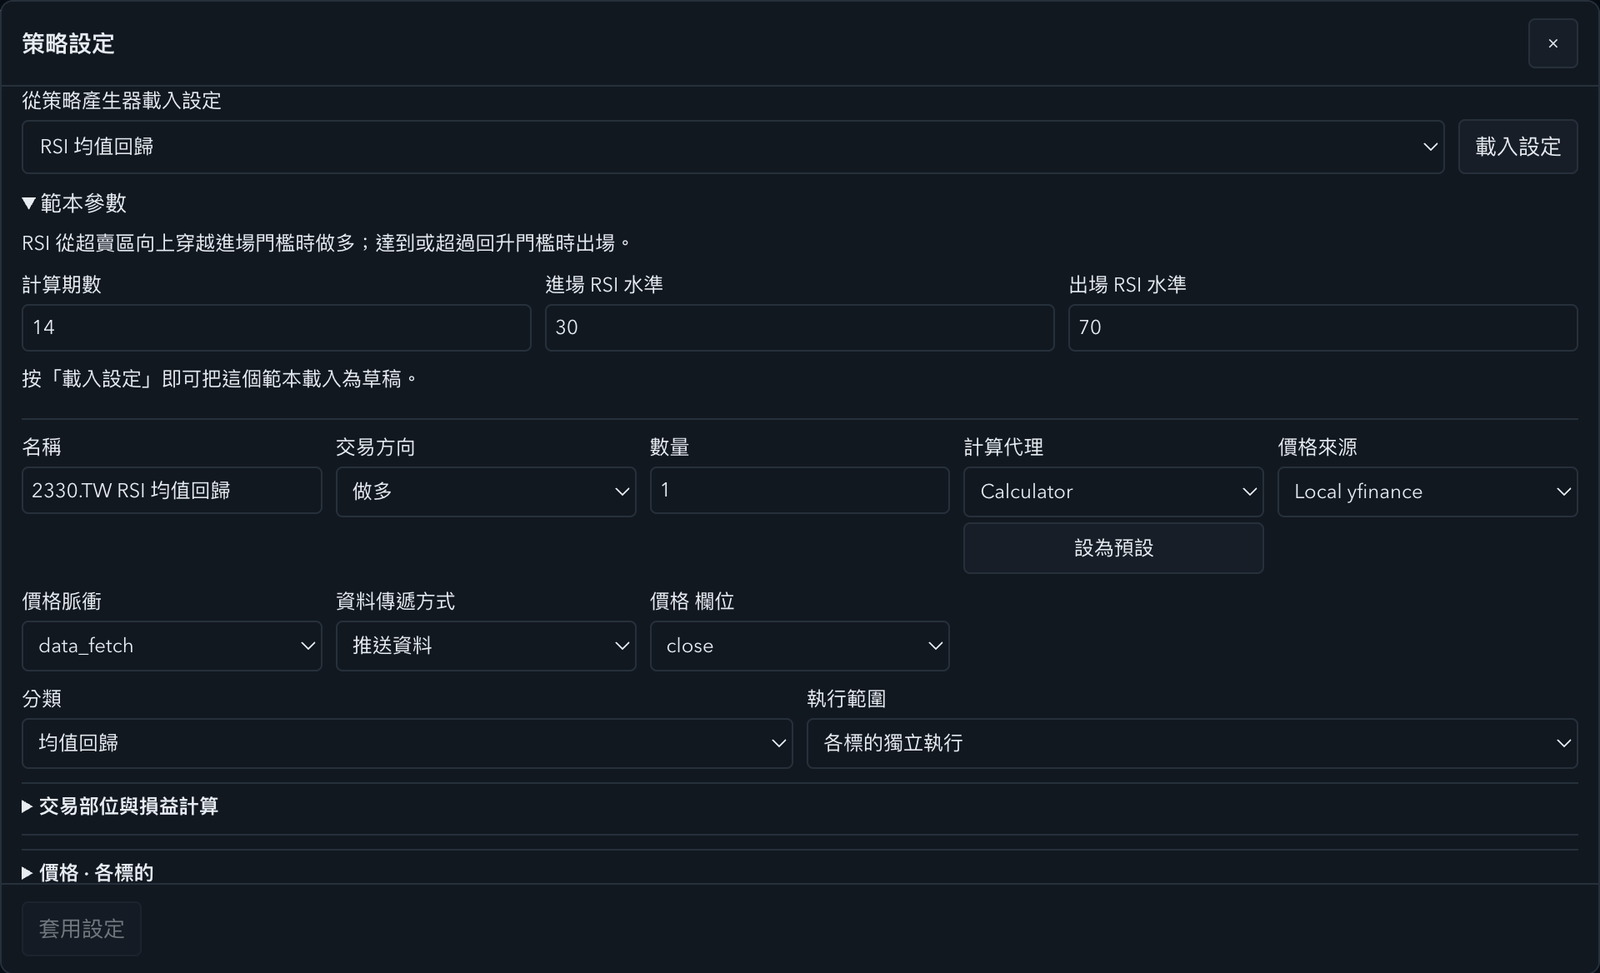 策略設定
×
從策略產生器載入設定
RSI 均值回歸
載入設定
▼範本參數
RSI 從超賣區向上穿越進場門檻時做多；達到或超過回升門檻時出場。
計算期數 進場 RSI 水準 出場 RSI 水準
14 30 70
按「載入設定」即可把這個範本載入為草稿。
名稱 交易方向 數量 計算代理 價格來源
2330.TW RSI 均值回歸 做多 1 Calculator Local yfinance
設為預設
價格脈衝 資料傳遞方式 價格 欄位
data_fetch 推送資料 close
分類 執行範圍
均值回歸 各標的獨立執行
▶ 交易部位與損益計算
▶ 價格 · 各標的
套用設定